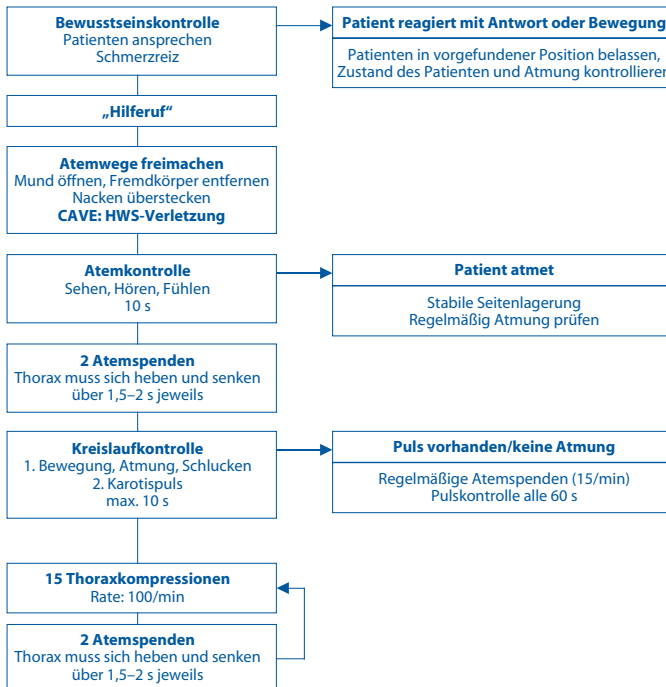 Bewusstseinskontrolle
Patienten ansprechen
Schmerzreiz
Patient reagiert mit Antwort oder Bewegung
Patienten in vorgefundener Position belassen,
Zustand des Patienten und Atmung kontrollieren
„Hilferuf“
Atemwege freimachen
Mund öffnen, Fremdkörper entfernen
Nacken überstecken
CAVE: HWS-Verletzung
Atemkontrolle
Sehen, Hören, Fühlen
10 s
Patient atmet
Stabile Seitenlagerung
Regelmäßig Atmung prüfen
2 Atemspenden
Thorax muss sich heben und senken
über 1,5–2 s jeweils
Kreislaufkontrolle
1. Bewegung, Atmung, Schlucken
2. Karotispuls
max. 10 s
Puls vorhanden/keine Atmung
Regelmäßige Atemspenden (15/min)
Pulskontrolle alle 60 s
15 Thoraxkompressionen
Rate: 100/min
2 Atemspenden
Thorax muss sich heben und senken
über 1,5–2 s jeweils